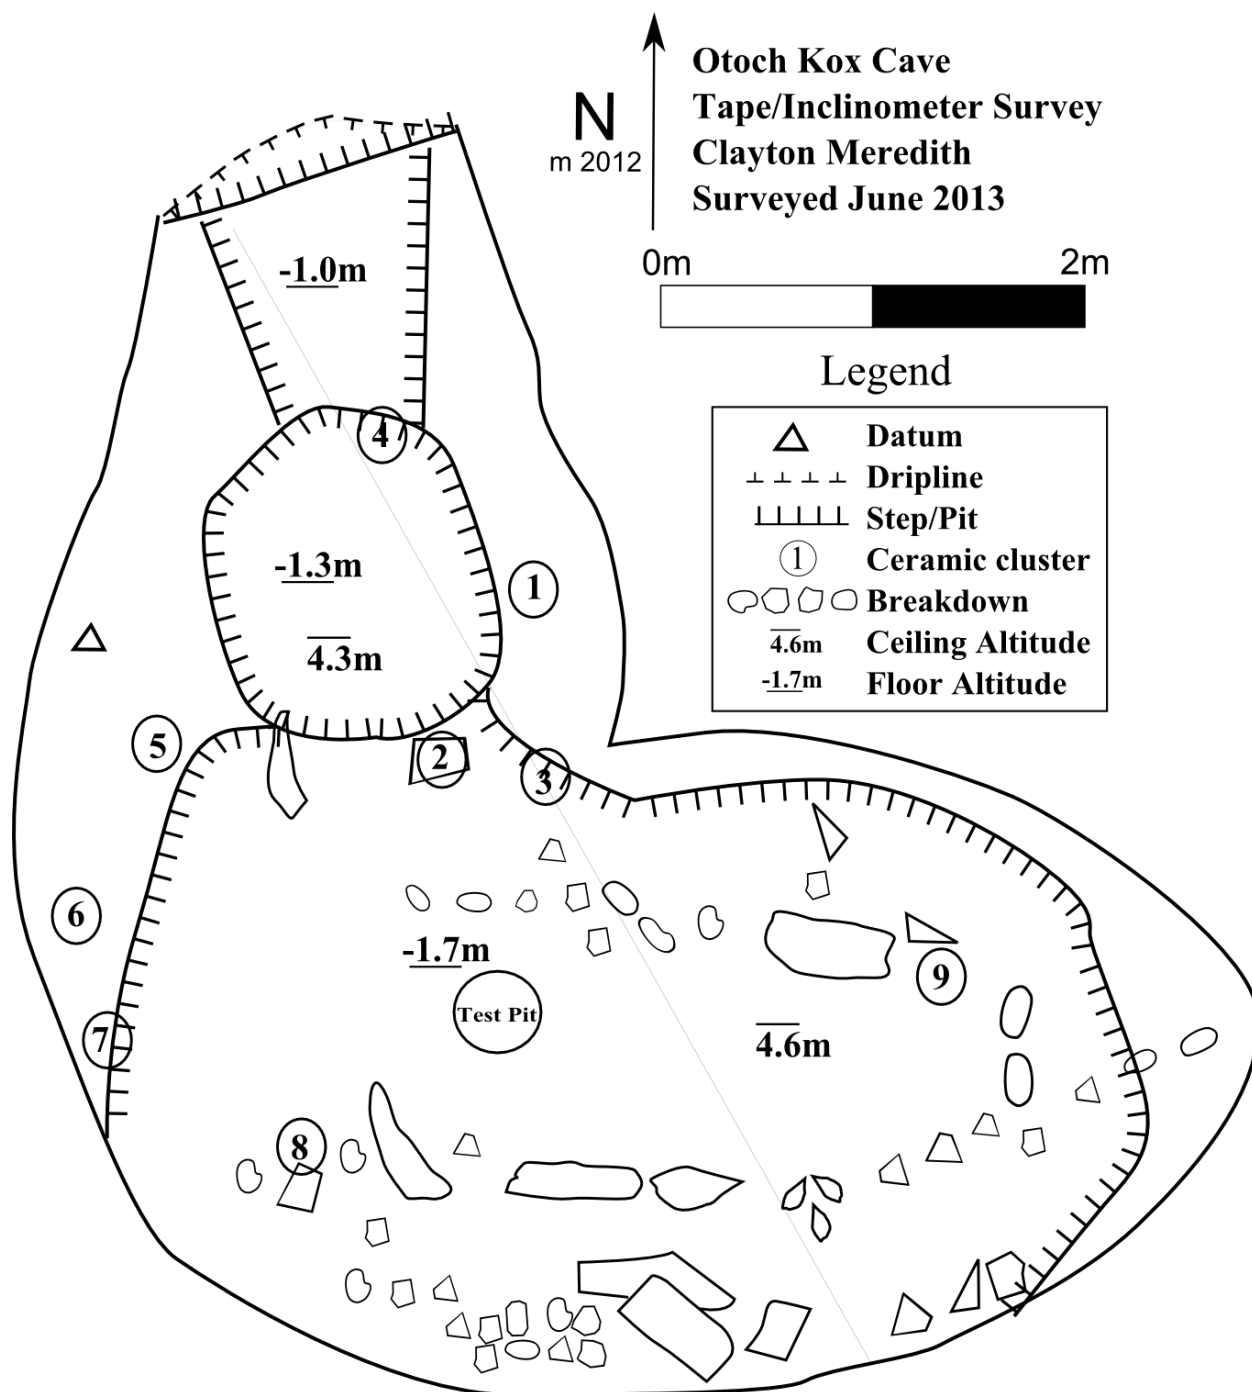 Otoch Kox Cave
Tape/Inclinometer Survey
Clayton Meredith
Surveyed June 2013
N
m 2012
0m
2m
Legend
Datum
Dripline
Step/Pit
1 Ceramic cluster
Breakdown
4.6m Ceiling Altitude
-1.7m Floor Altitude
-1.0m
4
-1.3m
1
4.3m
5
2
3
6
-1.7m
9
Test Pit
7
4.6m
8